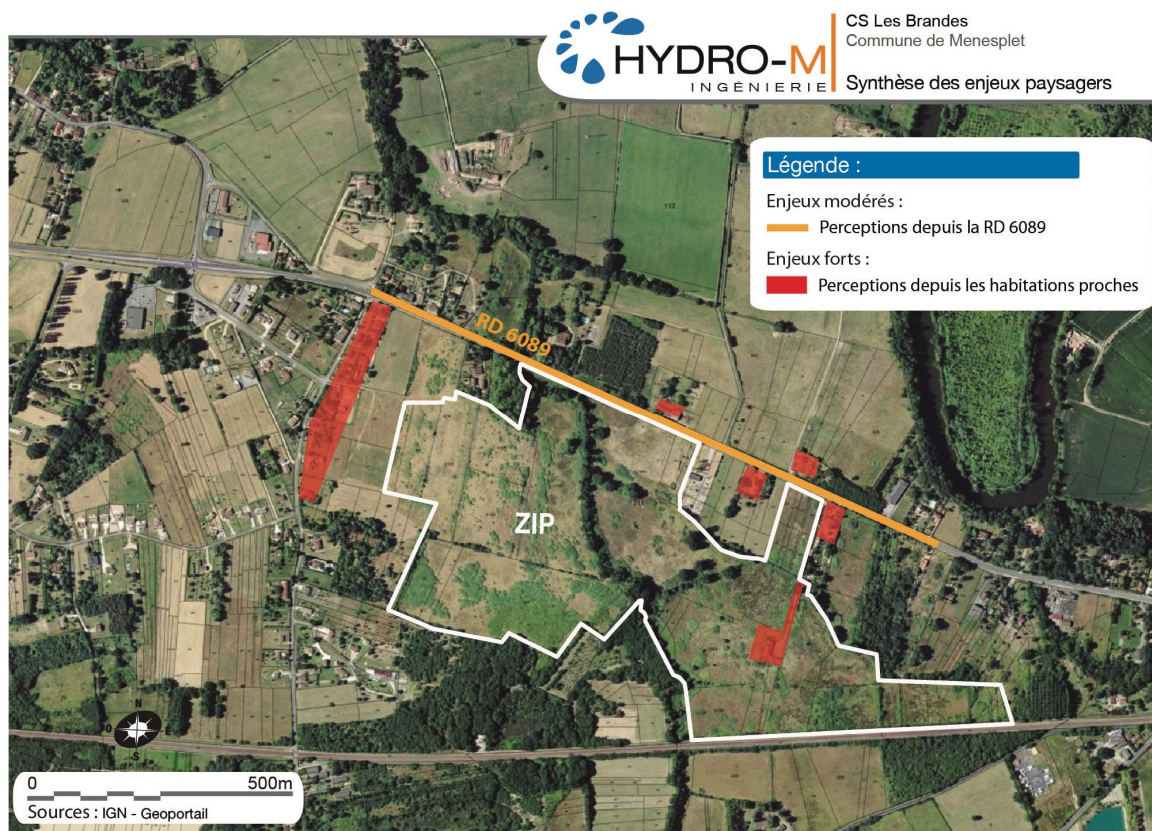 HYDRO-M
INGÉNIERIE
CS Les Brandes
Commune de Menesplet
Synthèse des enjeux paysagers
Légende :
Enjeux modérés :
Perceptions depuis la RD 6089
Enjeux forts :
Perceptions depuis les habitations proches
RD 6089
ZIP
N
O
S
0 500m
Sources : IGN - Geoportail